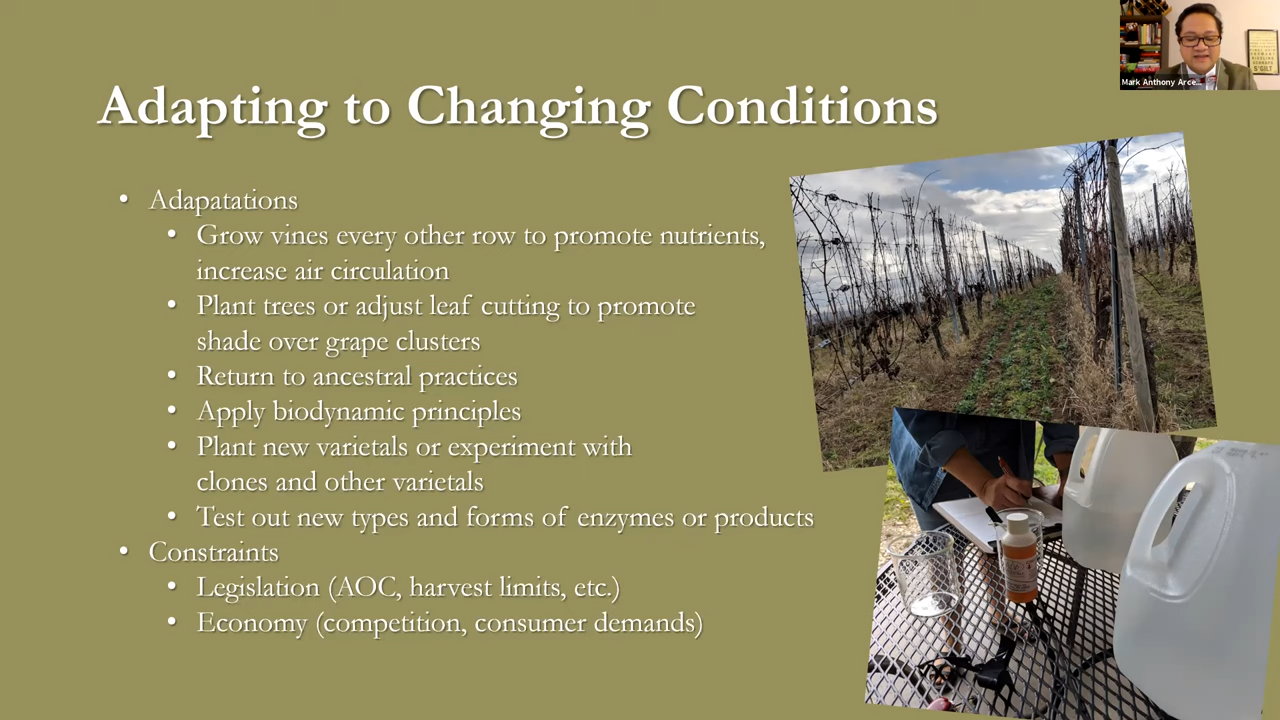 Adapting to Changing Conditions
• Adapatations
• Grow vines every other row to promote nutrients,
increase air circulation
• Plant trees or adjust leaf cutting to promote
shade over grape clusters
• Return to ancestral practices
• Apply biodynamic principles
• Plant new varietals or experiment with
clones and other varietals
• Test out new types and forms of enzymes or products
• Constraints
• Legislation (AOC, harvest limits, etc.)
• Economy (competition, consumer demands)
Mark Anthony Arce...